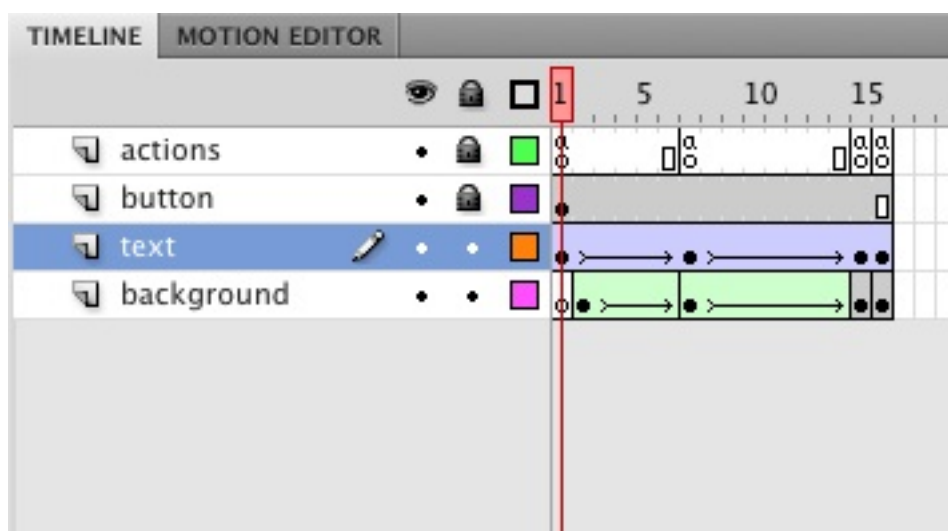 TIMELINE MOTION EDITOR
1 5 10 15
actions
a a a a
button
text
background